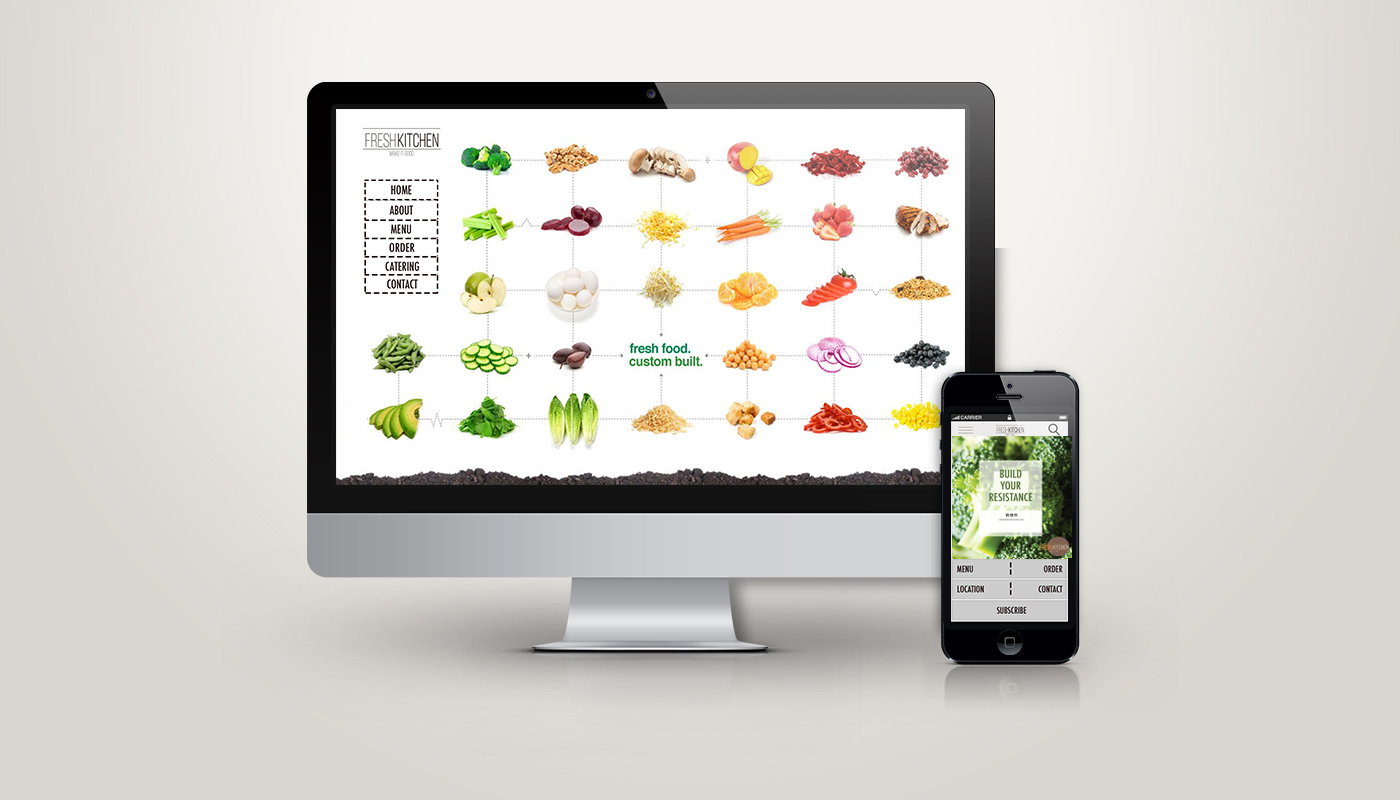 FRESHKITCHEN
MAKE IT GOOD
HOME
ABOUT
MENU
ORDER
CATERING
CONTACT
fresh food.
custom built.
CARRIER
FRESHKITCHEN
BUILD
YOUR
RESISTANCE
MENU
ORDER
LOCATION
CONTACT
SUBSCRIBE